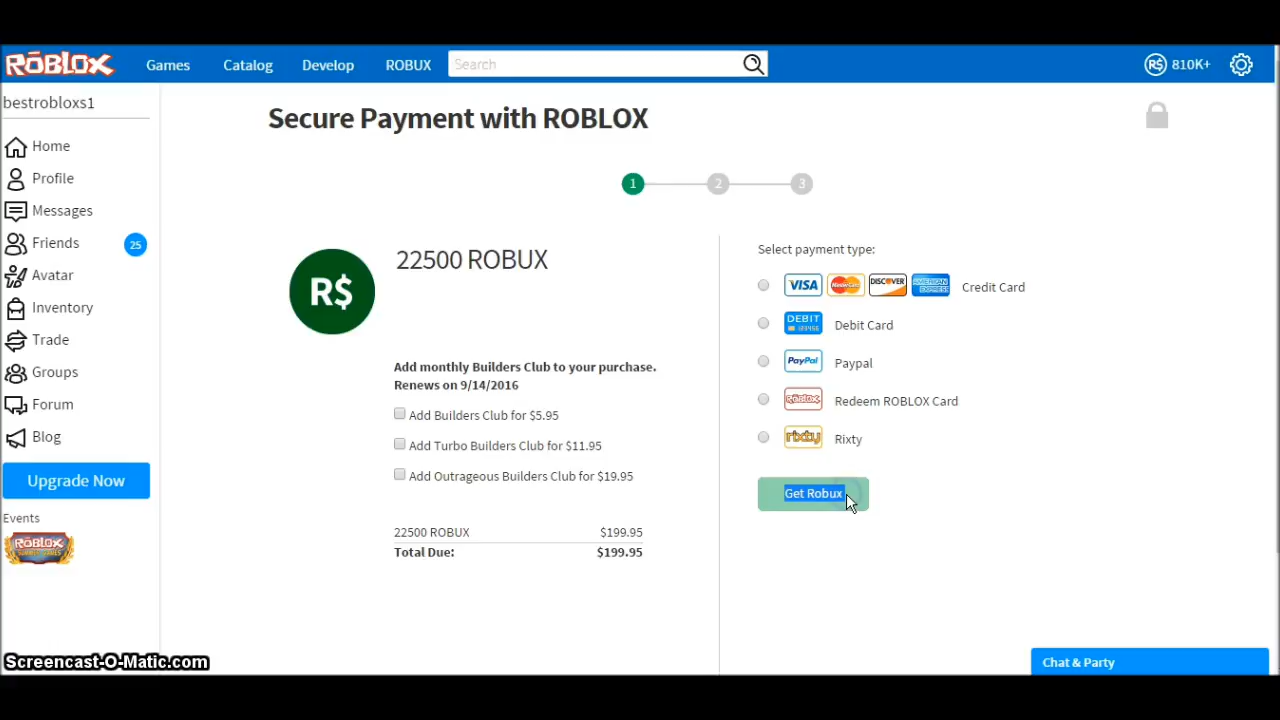 ROBLOX Games Catalog Develop ROBUX Search R$ 810K+
bestrobloxs1
Home
Profile
Messages
Friends 25
Avatar
Inventory
Trade
Groups
Forum
Blog
Upgrade Now
Events
ROBLOX
Secure Payment with ROBLOX
1 2 3
R$
22500 ROBUX
Add monthly Builders Club to your purchase.
Renews on 9/14/2016
Add Builders Club for $5.95
Add Turbo Builders Club for $11.95
Add Outrageous Builders Club for $19.95
22500 ROBUX $199.95
Total Due: $199.95
Select payment type:
VISA MasterCard DISCOVER AMERICAN EXPRESS Credit Card
DEBIT Debit Card
PayPal Paypal
ROBLOX Redeem ROBLOX Card
rixty Rixty
Get Robux
Chat & Party
Screencast-O-Matic.com